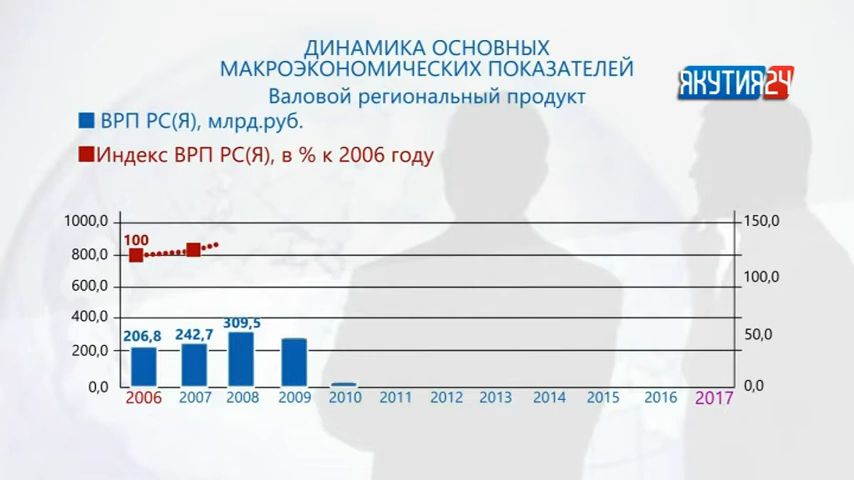 ДИНАМИКА ОСНОВНЫХ
МАКРОЭКОНОМИЧЕСКИХ ПОКАЗАТЕЛЕЙ
Валовой региональный продукт
ЯКУТИЯ24
ВРП РС(Я), млрд.руб.
Индекс ВРП РС(Я), в % к 2006 году
1000,0
800,0
600,0
400,0
200,0
0,0
100
206,8 242,7 309,5
150,0
100,0
50,0
0,0
2006 2007 2008 2009 2010 2011 2012 2013 2014 2015 2016 2017